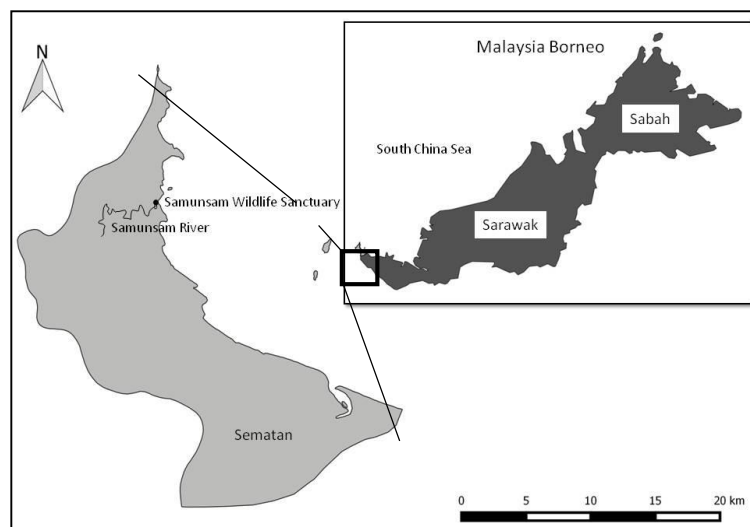 N
Malaysia Borneo
Sabah
South China Sea
Samunsam Wildlife Sanctuary
Samunsam River
Sarawak
Sematan
0 5 10 15 20 km